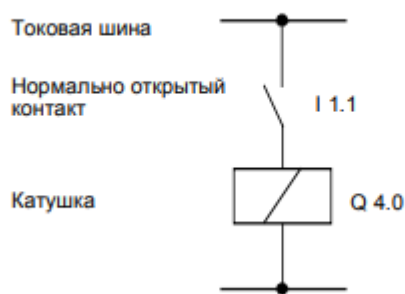 Токовая шина
Нормально открытый
контакт
I 1.1
Катушка
Q 4.0